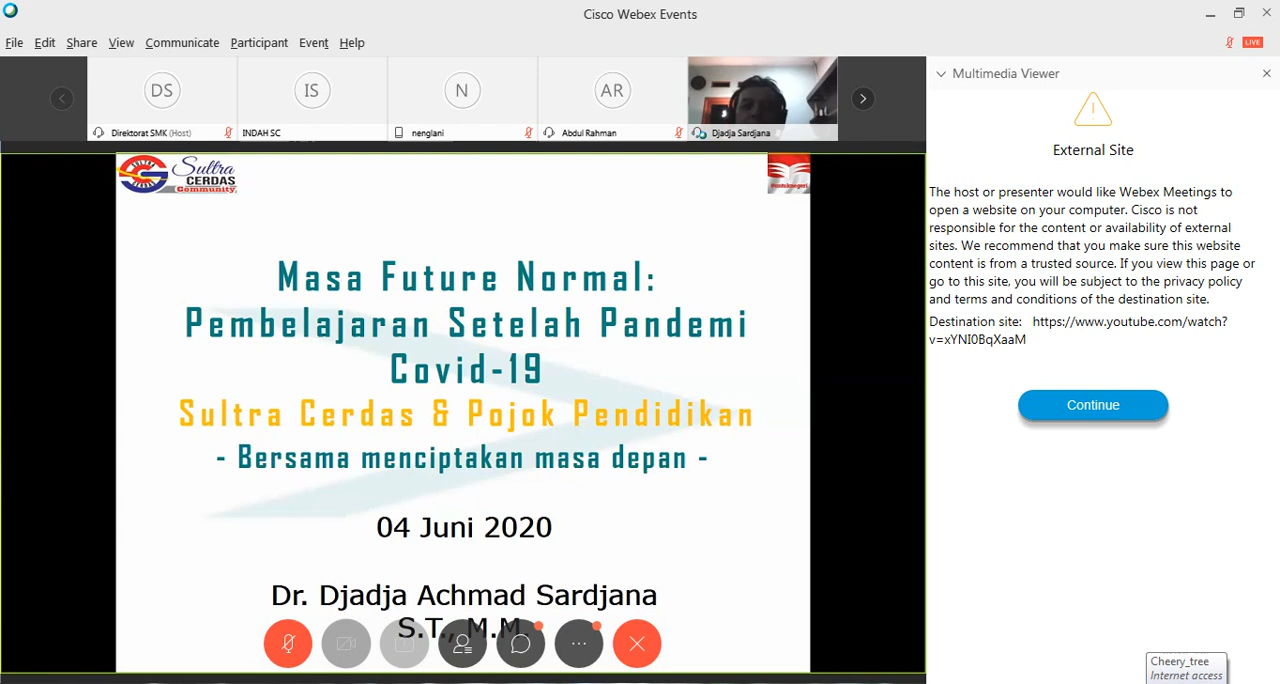 Cisco Webex Events
File Edit Share View Communicate Participant Event Help
LIVE
DS
IS
N
AR
Direktorat SMK (Host)
INDAH SC
nenglani
Abdul Rahman
Djadja Sardjana
Multimedia Viewer
External Site
The host or presenter would like Webex Meetings to
open a website on your computer. Cisco is not
responsible for the content or availability of external
sites. We recommend that you make sure this website
content is from a trusted source. If you view this page or
go to this site, you will be subject to the privacy policy
and terms and conditions of the destination site.
Destination site: https://www.youtube.com/watch?
v=xYNI0BqXaaM
Continue
Sultra
CERDAS
Community
Masa Future Normal:
Pembelajaran Setelah Pandemi
Covid-19
Sultra Cerdas & Pojok Pendidikan
- Bersama menciptakan masa depan -
04 Juni 2020
Dr. Djadja Achmad Sardjana
S.T., M.M.
Cheery_tree
Internet access